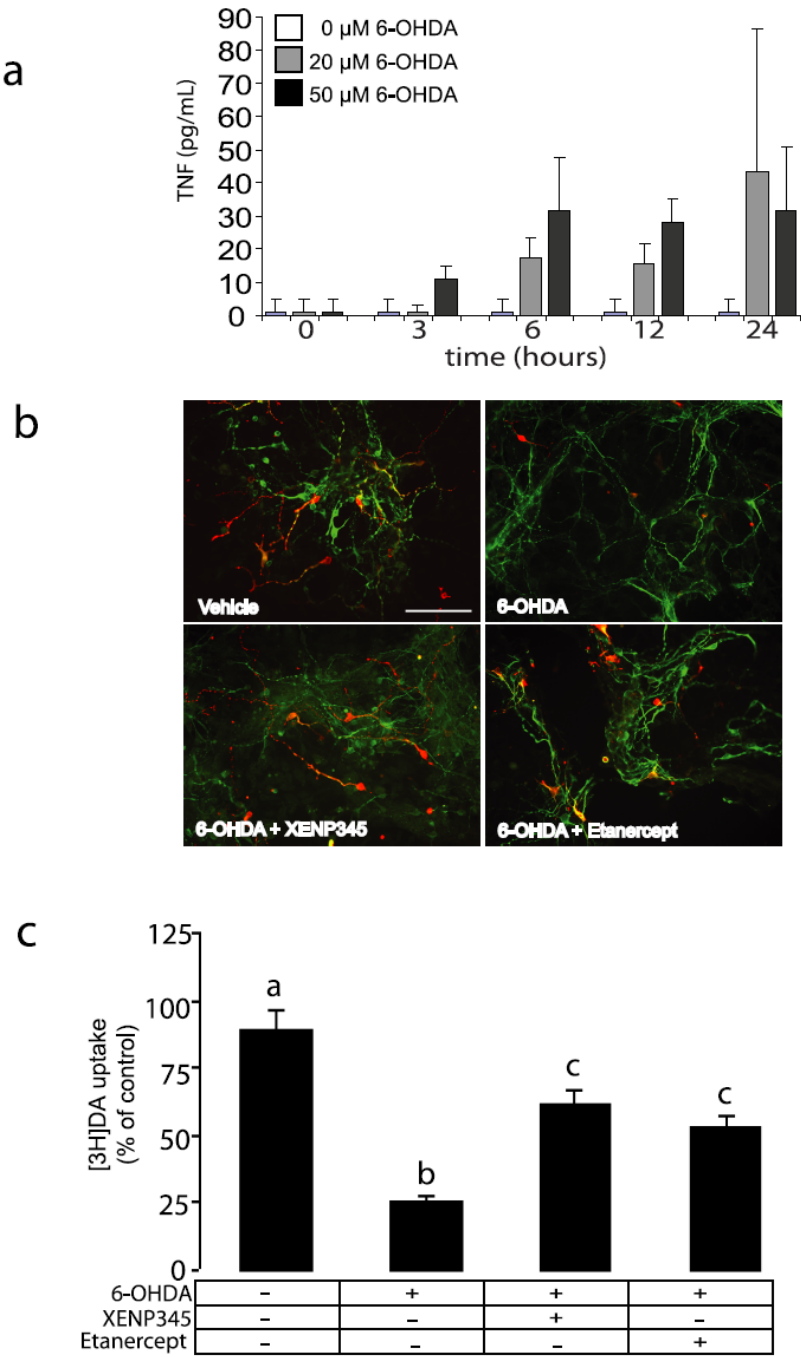 a
0 µM 6-OHDA
20 µM 6-OHDA
50 µM 6-OHDA
TNF (pg/mL)
90
80
70
60
50
40
30
20
10
0
0 3 6 12 24
time (hours)
b
Vehicle
6-OHDA
6-OHDA + XENP345
6-OHDA + Etanercept
c
[3H]DA uptake
(% of control)
125
100
75
50
25
0
a
b
c
c
6-OHDA - + + +
XENP345 - - + -
Etanercept - - - +